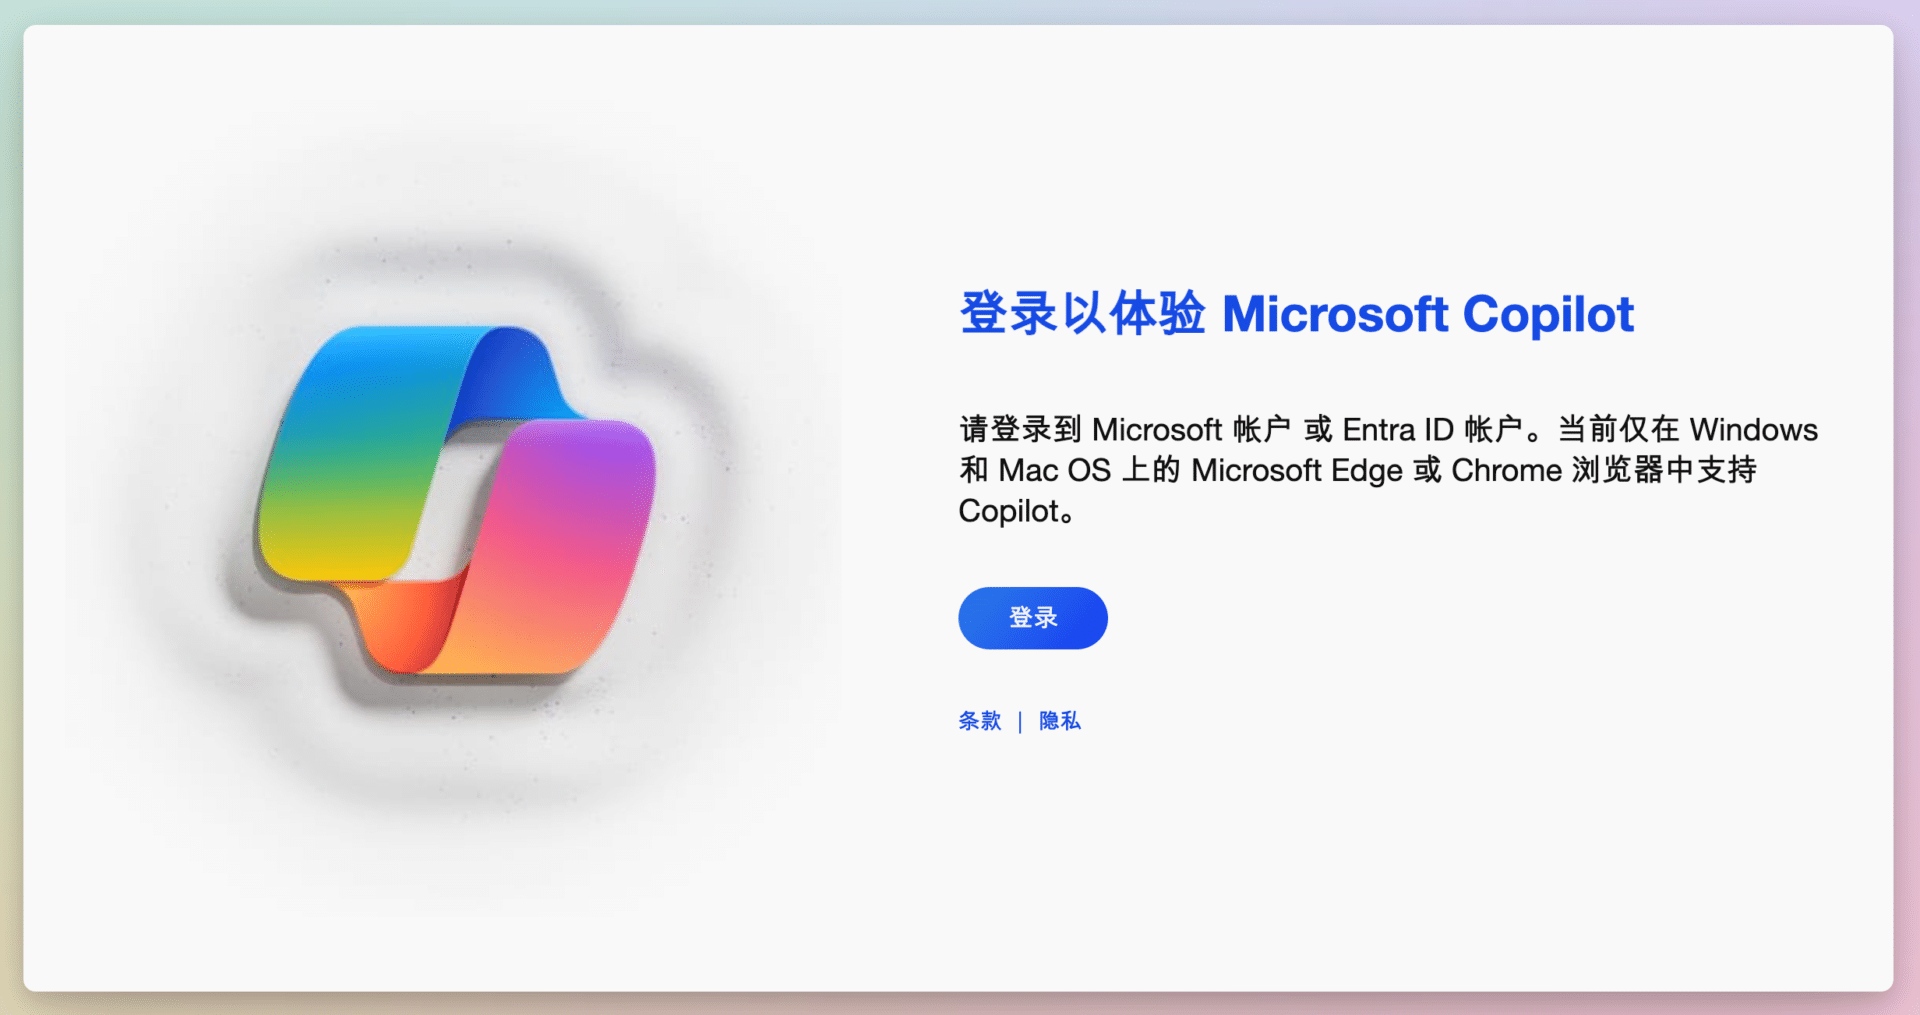 登录以体验 Microsoft Copilot
请登录到 Microsoft 帐户 或 Entra ID 帐户。当前仅在 Windows
和 Mac OS 上的 Microsoft Edge 或 Chrome 浏览器中支持
Copilot。
登录
条款 | 隐私